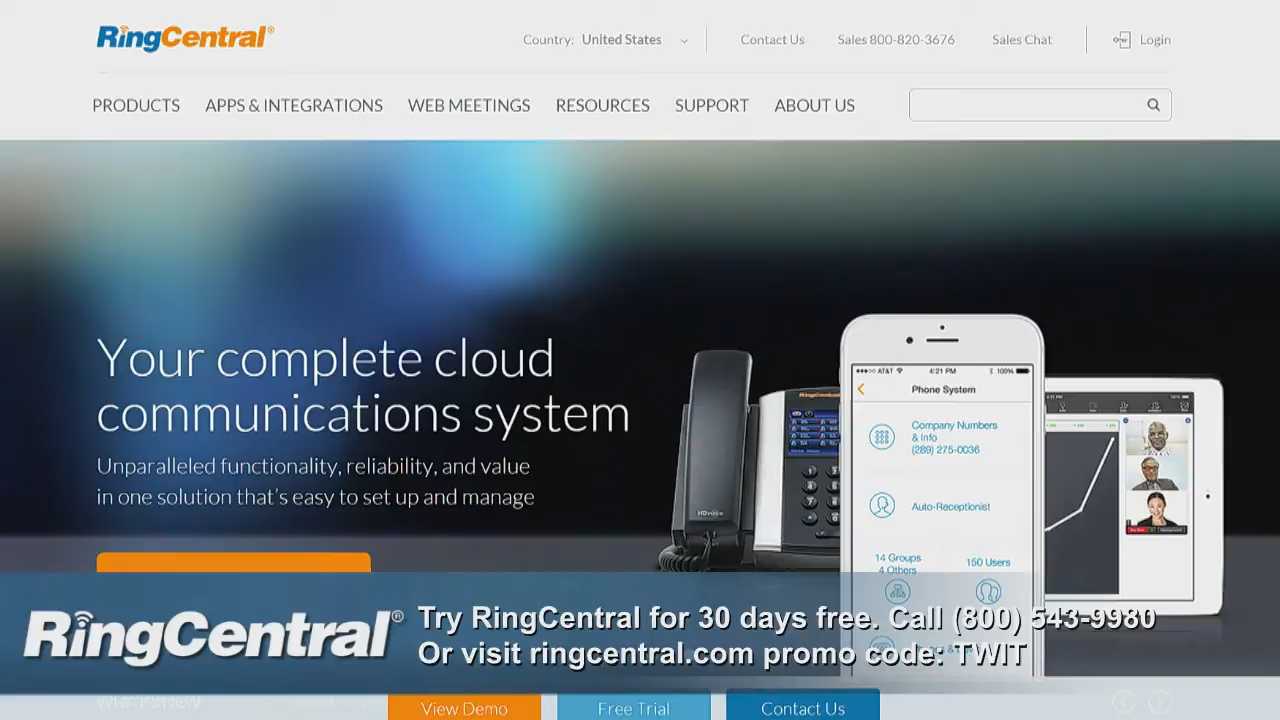 RingCentral®
Country: United States
Contact Us
Sales 800-820-3676
Sales Chat
Login
PRODUCTS
APPS & INTEGRATIONS
WEB MEETINGS
RESOURCES
SUPPORT
ABOUT US
Your complete cloud
communications system
Unparalleled functionality, reliability, and value
in one solution that's easy to set up and manage
RingCentral
HDvoice
AT&T
4:21 PM
100%
Phone System
Company Numbers
& Info
(289) 275-0036
Auto-Receptionist
14 Groups
4 Others
150 Users
RingCentral®
Try RingCentral for 30 days free. Call (800) 543-9980
Or visit ringcentral.com promo code: TWIT
View Demo
Free Trial
Contact Us